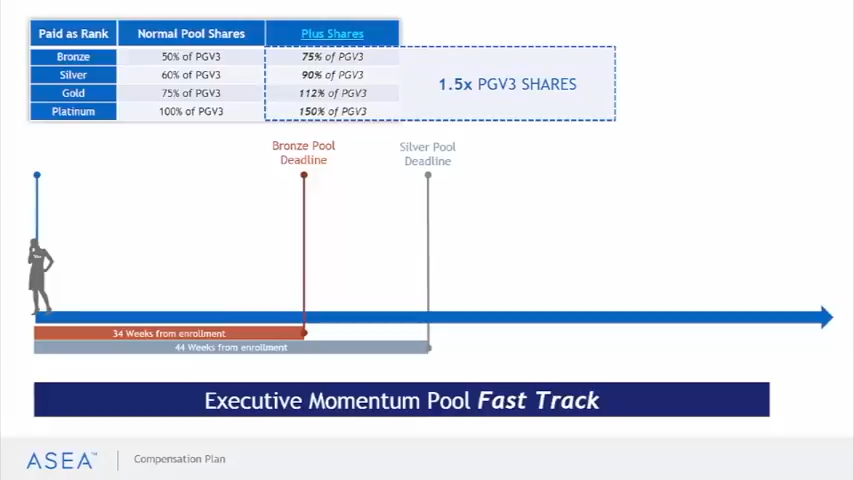 Paid as Rank Normal Pool Shares Plus Shares
Bronze 50% of PGV3 75% of PGV3
Silver 60% of PGV3 90% of PGV3
Gold 75% of PGV3 112% of PGV3
Platinum 100% of PGV3 150% of PGV3
1.5x PGV3 SHARES
Bronze Pool
Deadline
Silver Pool
Deadline
34 Weeks from enrollment
44 Weeks from enrollment
Executive Momentum Pool Fast Track
ASEA™
Compensation Plan